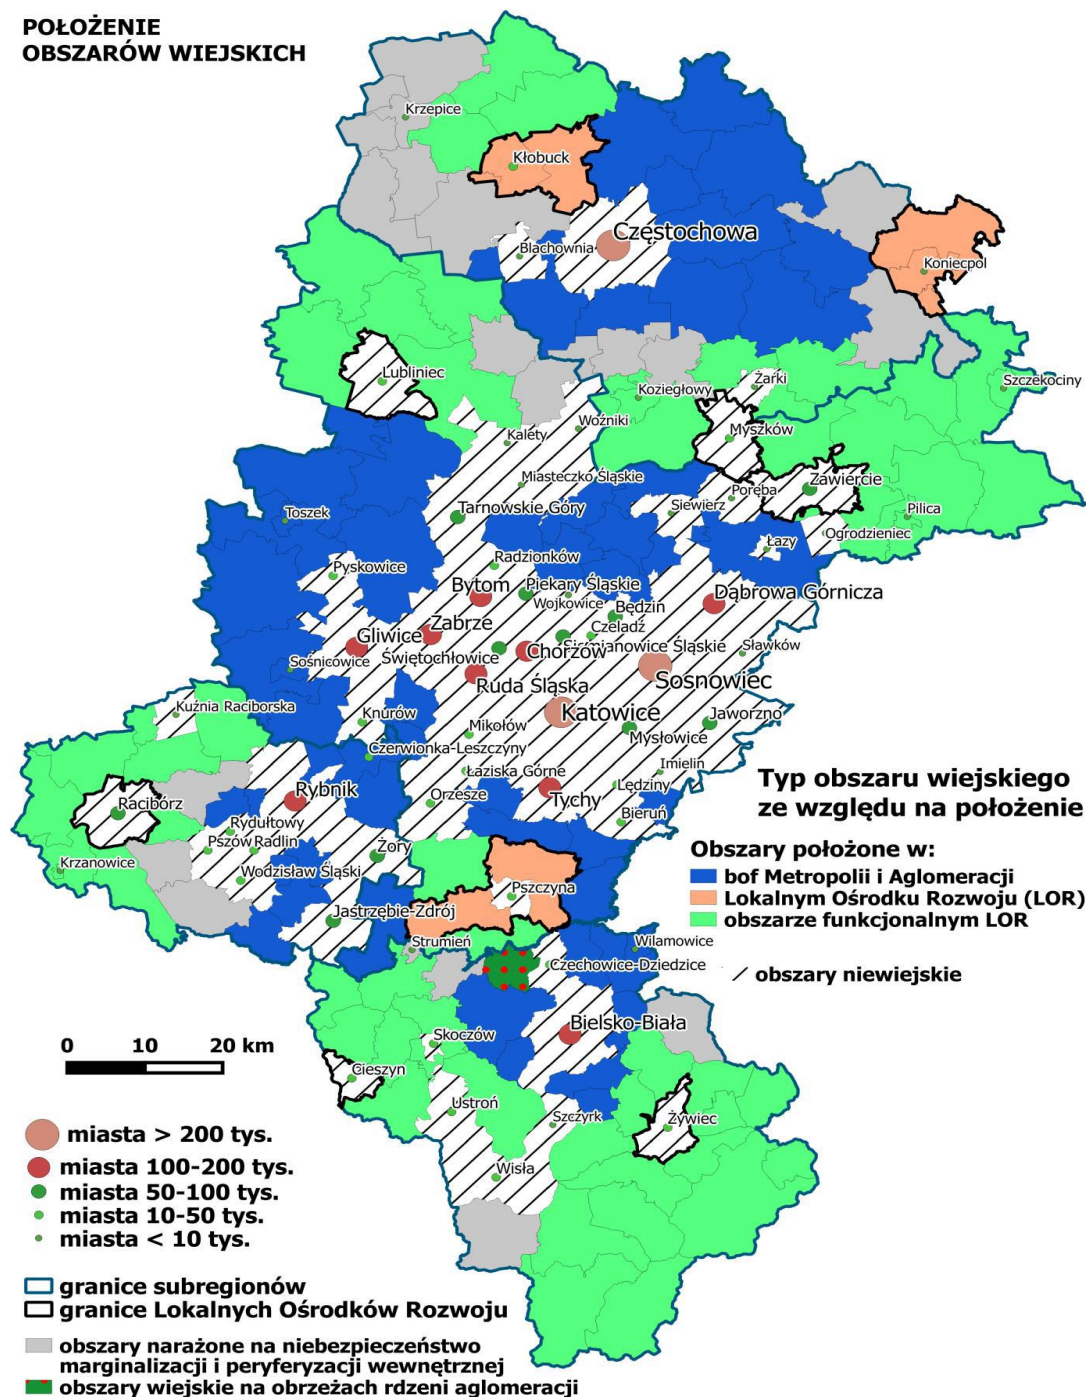 POŁOŻENIE
OBSZARÓW WIEJSKICH
Krzepice
Kłobuck
Częstochowa
Blachownia
Koniecpol
Lubliniec
Koziegłowy
Żarki
Szczekociny
Woźniki
Kalety
Myszków
Miasteczko Śląskie
Zawiercie
Poręba
Siewierz
Tarnowskie Góry
Pilica
Toszek
Ogrodzieniec
Łazy
Radzionków
Pyskowice
Bytom
Piekary Śląskie
Wojkowice
Dąbrowa Górnicza
Będzin
Zabrze
Czeladź
Gliwice
Chorzów
Siemianowice Śląskie
Sławków
Świętochłowice
Sośnicowice
Ruda Śląska
Sosnowiec
Kuźnia Raciborska
Katowice
Knurów
Mikołów
Jaworzno
Mysłowice
Czerwionka-Leszczyny
Imielin
Łaziska Górne
Lędziny
Rybnik
Orzesze
Tychy
Racibórz
Bieruń
Rydułtowy
Pszów
Radlin
Żory
Krzanowice
Wodzisław Śląski
Pszczyna
Jastrzębie-Zdrój
Strumień
Wilamowice
Czechowice-Dziedzice
Bielsko-Biała
Skoczów
Cieszyn
Ustroń
Szczyrk
Żywiec
Wisła
Typ obszaru wiejskiego
ze względu na położenie
Obszary położone w:
bof Metropolii i Aglomeracji
Lokalnym Ośrodku Rozwoju (LOR)
obszarze funkcjonalnym LOR
obszary niewiejskie
0 10 20 km
miasta > 200 tys.
miasta 100-200 tys.
miasta 50-100 tys.
miasta 10-50 tys.
miasta < 10 tys.
granice subregionów
granice Lokalnych Ośrodków Rozwoju
obszary narażone na niebezpieczeństwo
marginalizacji i peryferyzacji wewnętrznej
obszary wiejskie na obrzeżach rdzeni aglomeracji